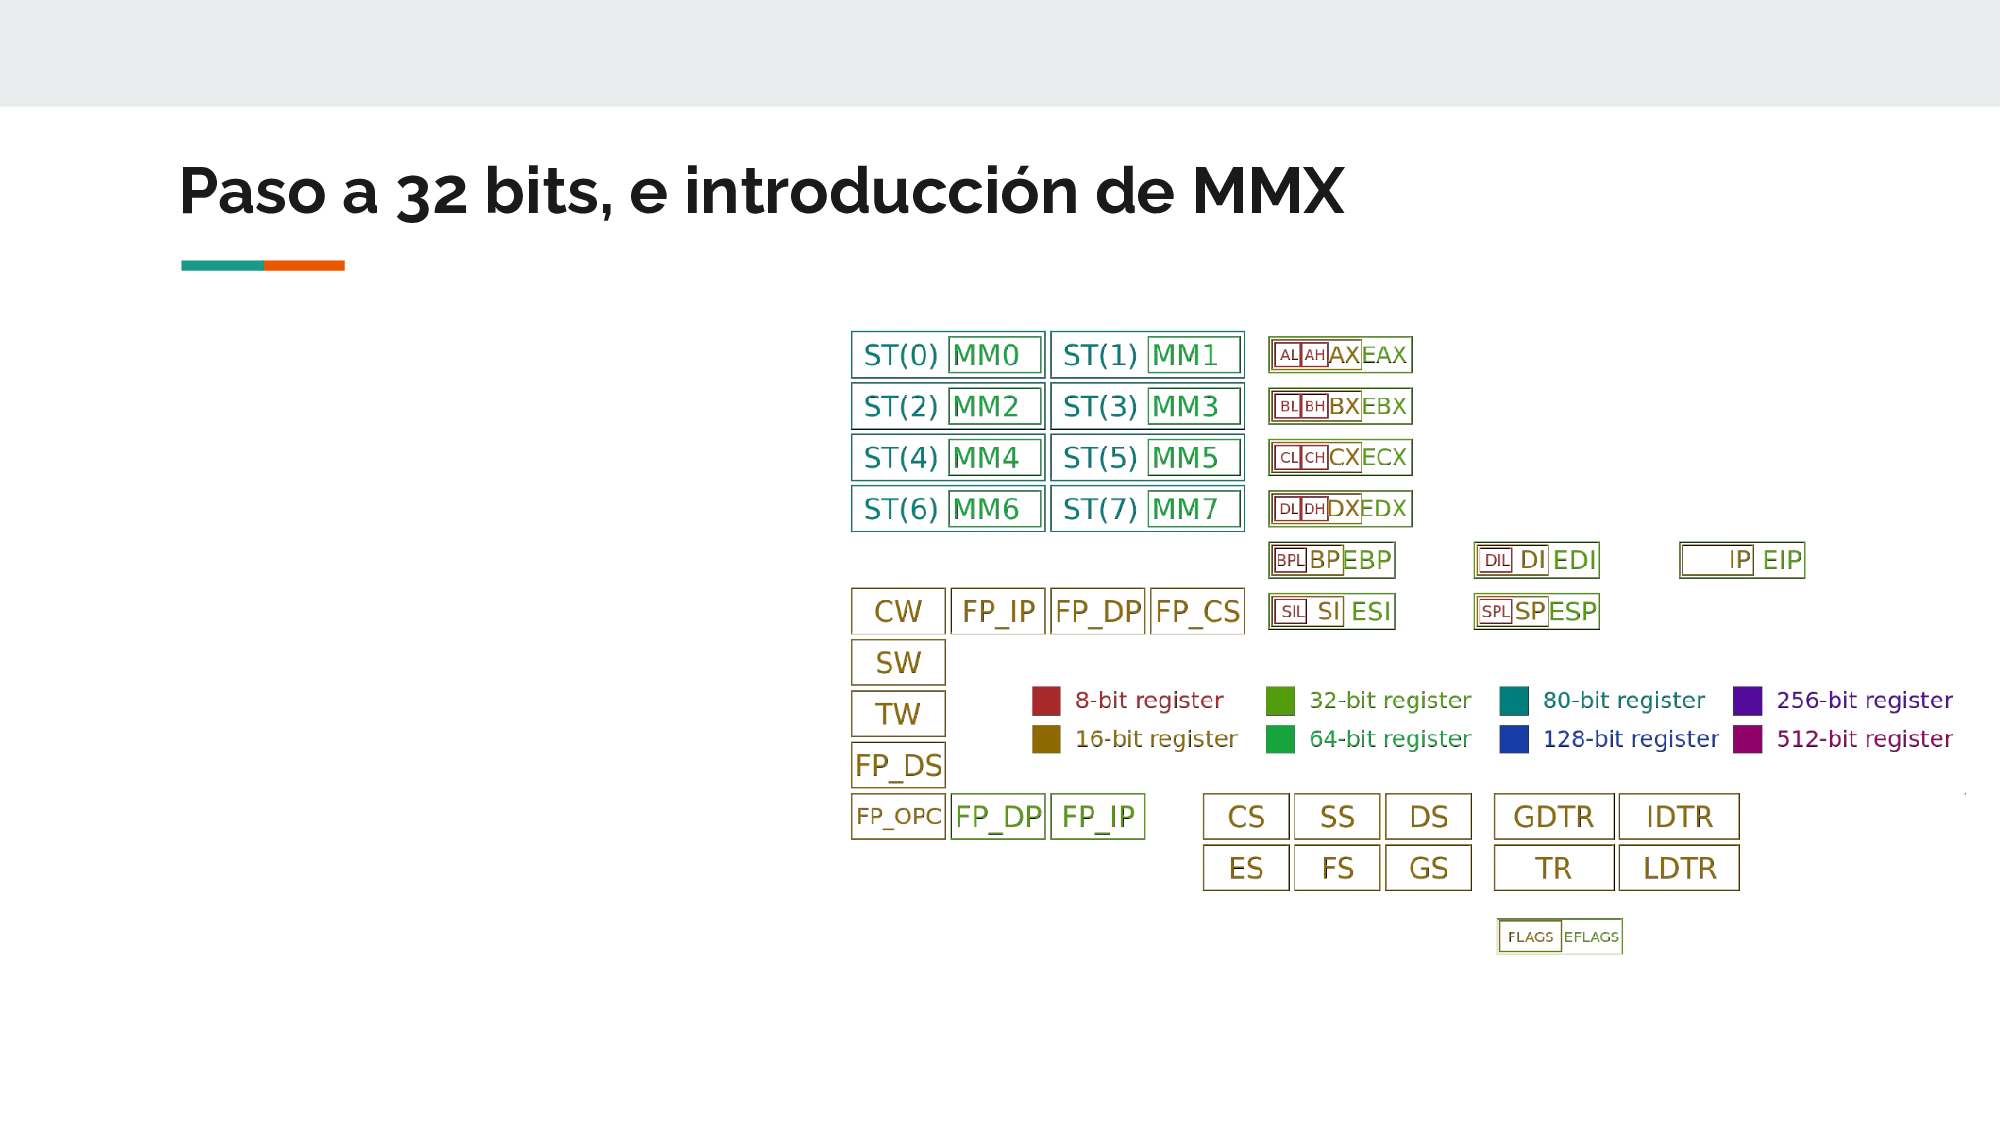 Paso a 32 bits, e introducción de MMX
ST(0) MM0 ST(1) MM1 AL AH AX EAX
ST(2) MM2 ST(3) MM3 BL BH BX EBX
ST(4) MM4 ST(5) MM5 CL CH CX ECX
ST(6) MM6 ST(7) MM7 DL DH DX EDX
BPL BP EBP DIL DI EDI IP EIP
CW FP_IP FP_DP FP_CS SIL SI ESI SPL SP ESP
SW
8-bit register 32-bit register 80-bit register 256-bit register
TW
16-bit register 64-bit register 128-bit register 512-bit register
FP_DS
FP_OPC FP_DP FP_IP CS SS DS GDTR IDTR
ES FS GS TR LDTR
FLAGS EFLAGS